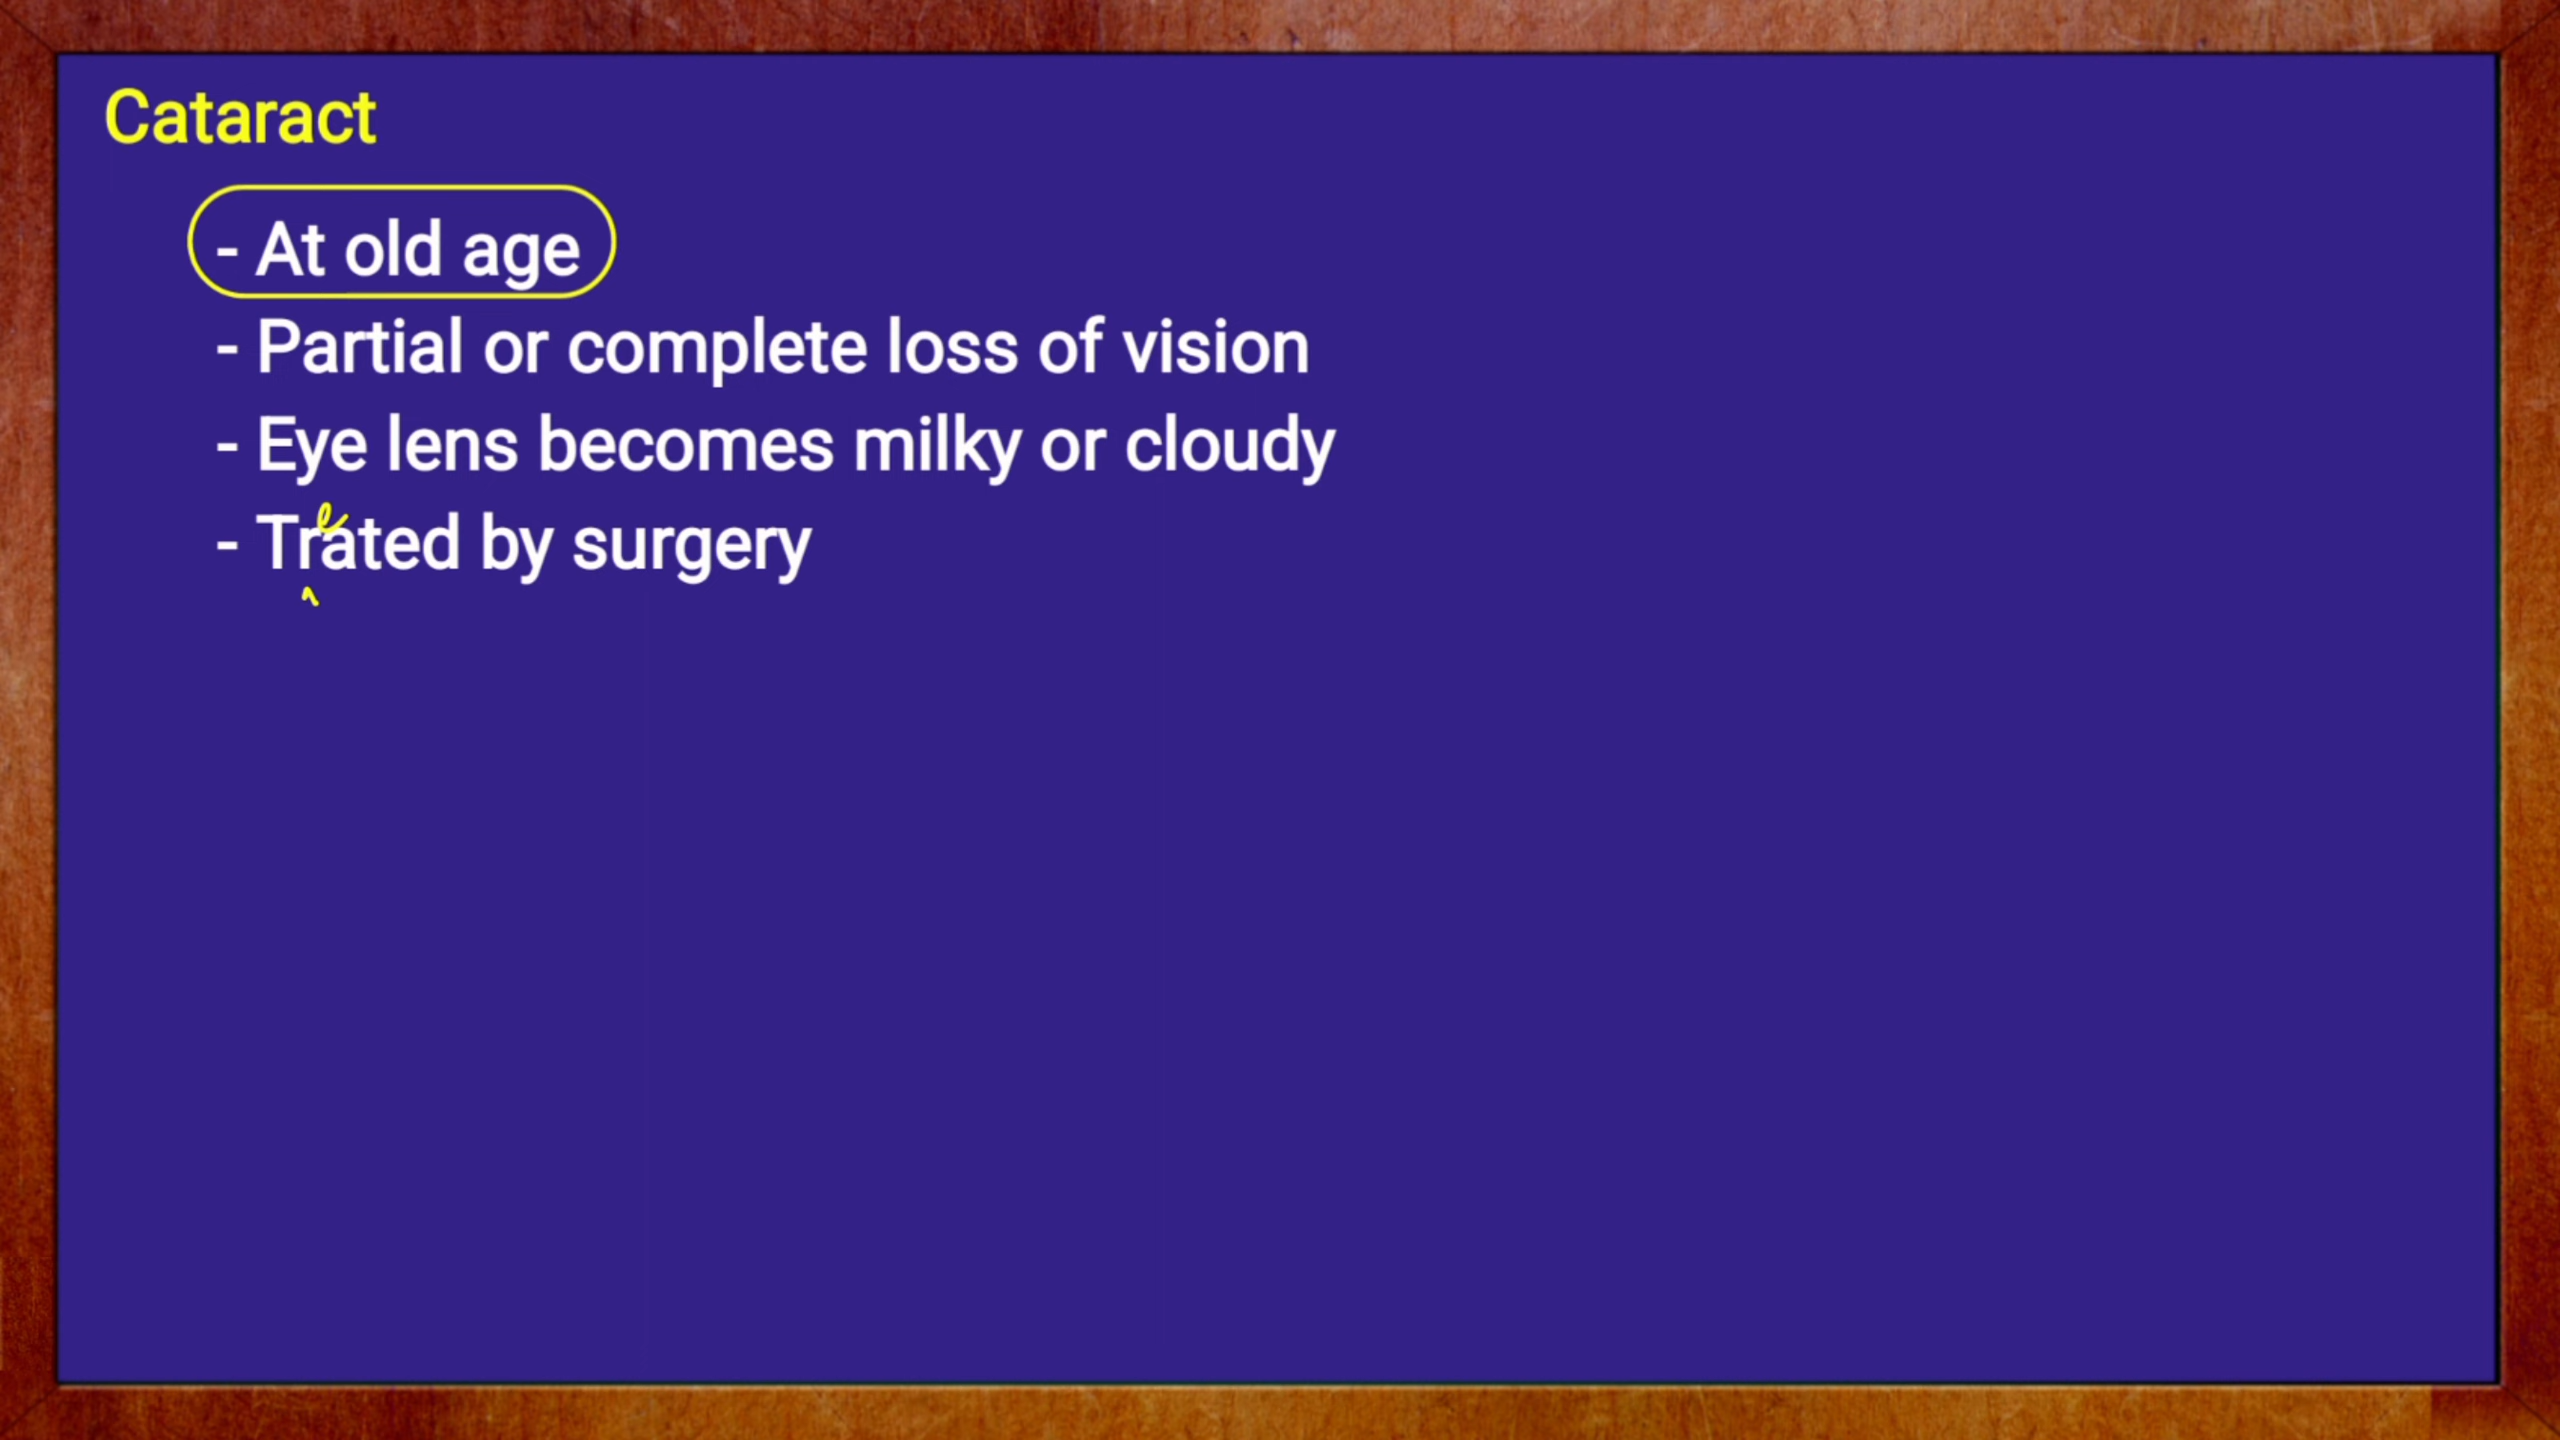 Cataract
- At old age
- Partial or complete loss of vision
- Eye lens becomes milky or cloudy
e
- Trated by surgery
^